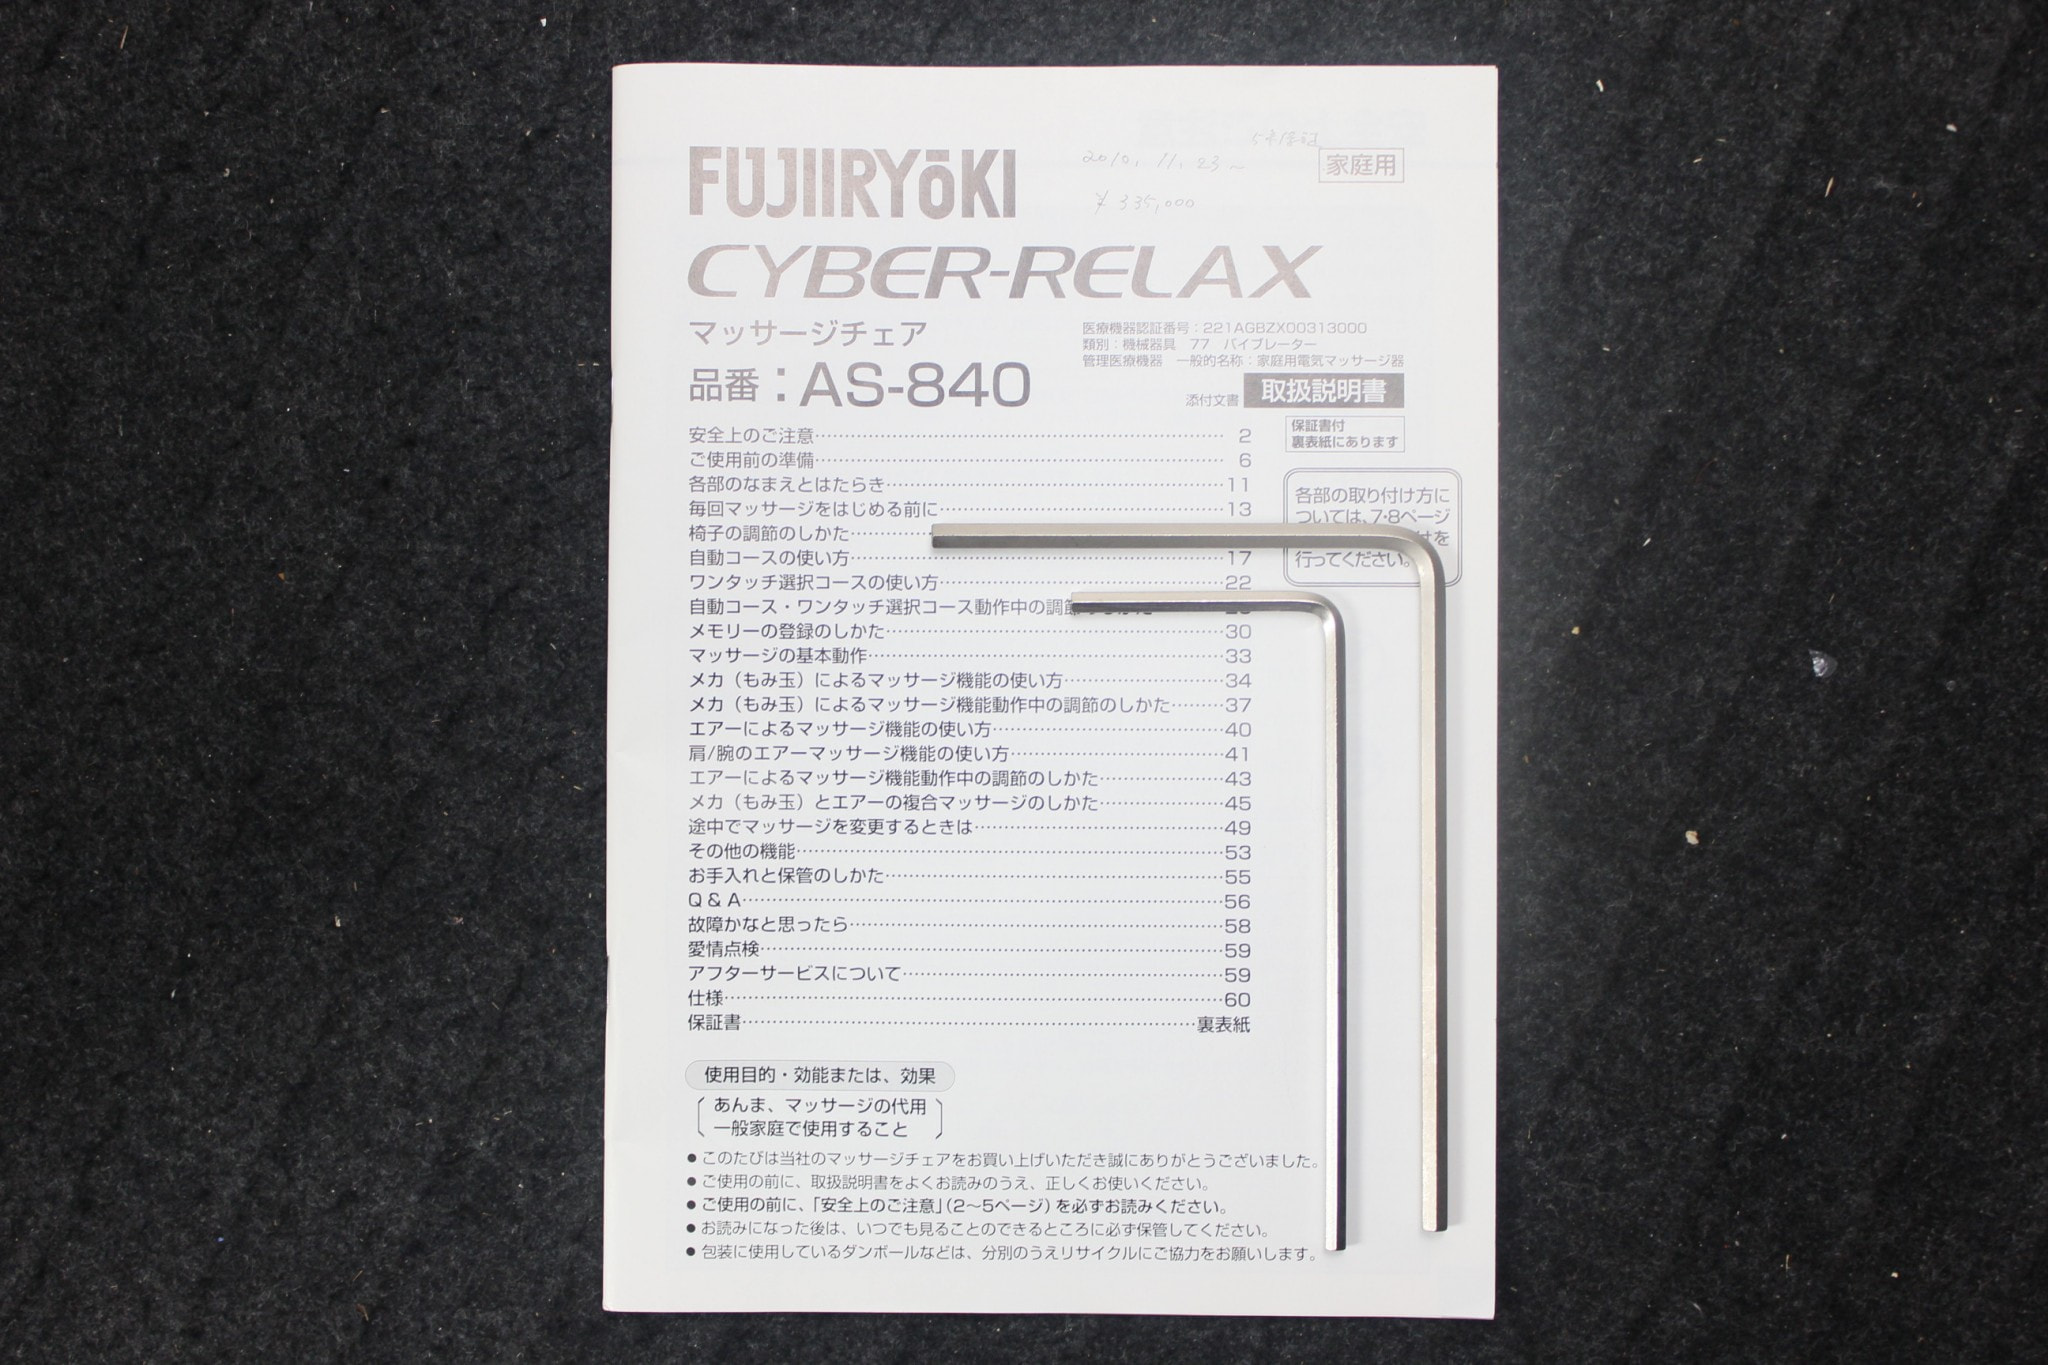 5年保証
2010. 11. 23~
家庭用
FUJIIRYōKI
¥335,000
CYBER-RELAX
マッサージチェア
医療機器認証番号：221AGBZX00313000
類別：機械器具 77 バイブレーター
管理医療機器 一般的名称：家庭用電気マッサージ器
品番：AS-840
添付文書 取扱説明書
保証書付
裏表紙にあります
各部の取り付け方に
ついては、7・8ページ
けを
行ってください。
安全上のご注意 2
ご使用前の準備 6
各部のなまえとはたらき 11
毎回マッサージをはじめる前に 13
椅子の調節のしかた
自動コースの使い方 17
ワンタッチ選択コースの使い方 22
自動コース・ワンタッチ選択コース動作中の調節
メモリーの登録のしかた 30
マッサージの基本動作 33
メカ（もみ玉）によるマッサージ機能の使い方 34
メカ（もみ玉）によるマッサージ機能動作中の調節のしかた 37
エアーによるマッサージ機能の使い方 40
肩/腕のエアーマッサージ機能の使い方 41
エアーによるマッサージ機能動作中の調節のしかた 43
メカ（もみ玉）とエアーの複合マッサージのしかた 45
途中でマッサージを変更するときは 49
その他の機能 53
お手入れと保管のしかた 55
Q & A 56
故障かなと思ったら 58
愛情点検 59
アフターサービスについて 59
仕様 60
保証書 裏表紙
使用目的・効能または、効果
あんま、マッサージの代用
一般家庭で使用すること
● このたびは当社のマッサージチェアをお買い上げいただき誠にありがとうございました。
● ご使用の前に、取扱説明書をよくお読みのうえ、正しくお使いください。
● ご使用の前に、「安全上のご注意」（2～5ページ）を必ずお読みください。
● お読みになった後は、いつでも見ることのできるところに必ず保管してください。
● 包装に使用しているダンボールなどは、分別のうえリサイクルにご協力をお願いします。